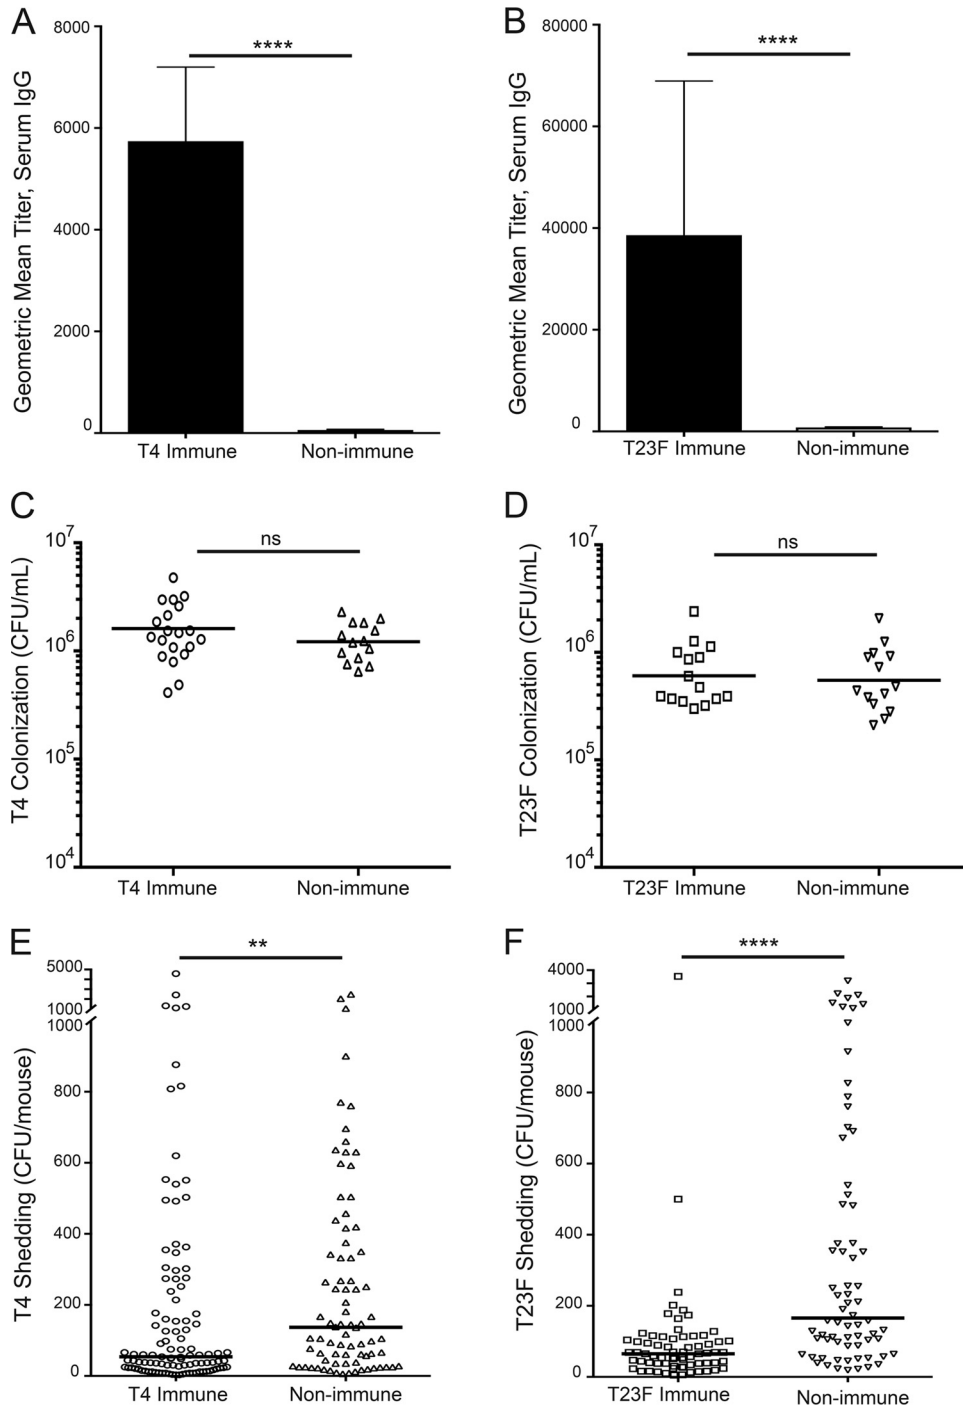 A
Geometric Mean Titer, Serum IgG
8000
6000
4000
2000
0
****
T4 Immune
Non-immune
B
Geometric Mean Titer, Serum IgG
80000
60000
40000
20000
0
****
T23F Immune
Non-immune
C
T4 Colonization (CFU/mL)
10^7
10^6
10^5
10^4
ns
T4 Immune
Non-immune
D
T23F Colonization (CFU/mL)
10^7
10^6
10^5
10^4
ns
T23F Immune
Non-immune
E
T4 Shedding (CFU/mouse)
5000
1000
1000
800
600
400
200
0
**
T4 Immune
Non-immune
F
T23F Shedding (CFU/mouse)
4000
1000
1000
800
600
400
200
0
****
T23F Immune
Non-immune